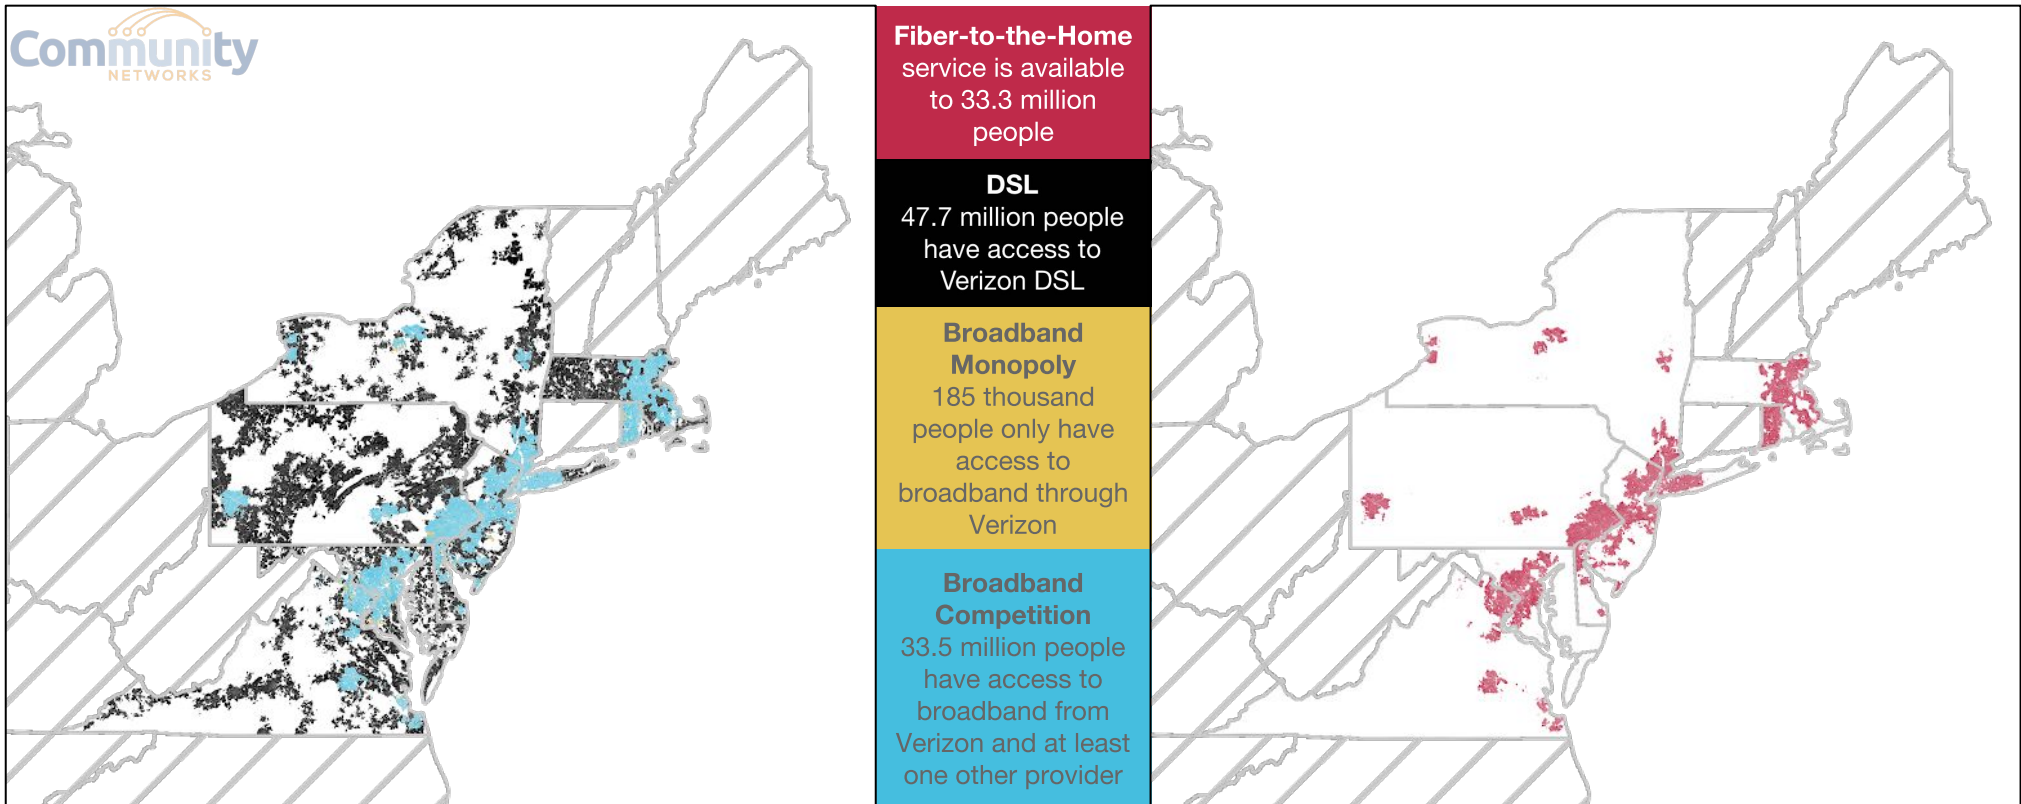 Community
NETWORKS
Fiber-to-the-Home
service is available
to 33.3 million
people
DSL
47.7 million people
have access to
Verizon DSL
Broadband
Monopoly
185 thousand
people only have
access to
broadband through
Verizon
Broadband
Competition
33.5 million people
have access to
broadband from
Verizon and at least
one other provider